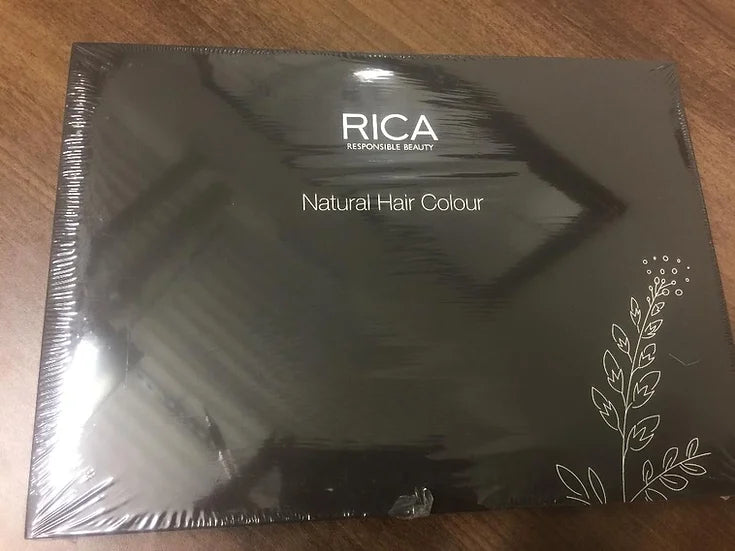 RICA
RESPONSIBLE BEAUTY
Natural Hair Colour